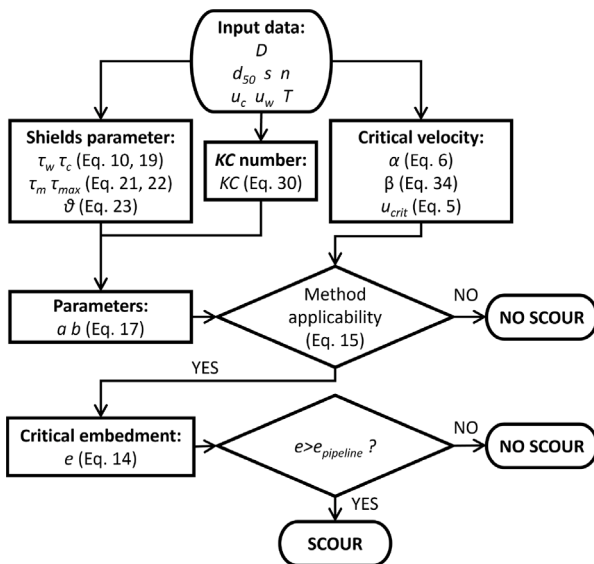 Input data:
D
d50 s n
uc uw T
Shields parameter:
τw τc (Eq. 10, 19)
τm τmax (Eq. 21, 22)
ϑ (Eq. 23)
KC number:
KC (Eq. 30)
Critical velocity:
α (Eq. 6)
β (Eq. 34)
ucrit (Eq. 5)
Parameters:
a b (Eq. 17)
Method
applicability
(Eq. 15)
NO
NO SCOUR
YES
Critical embedment:
e (Eq. 14)
e>epipeline ?
NO
NO SCOUR
YES
SCOUR